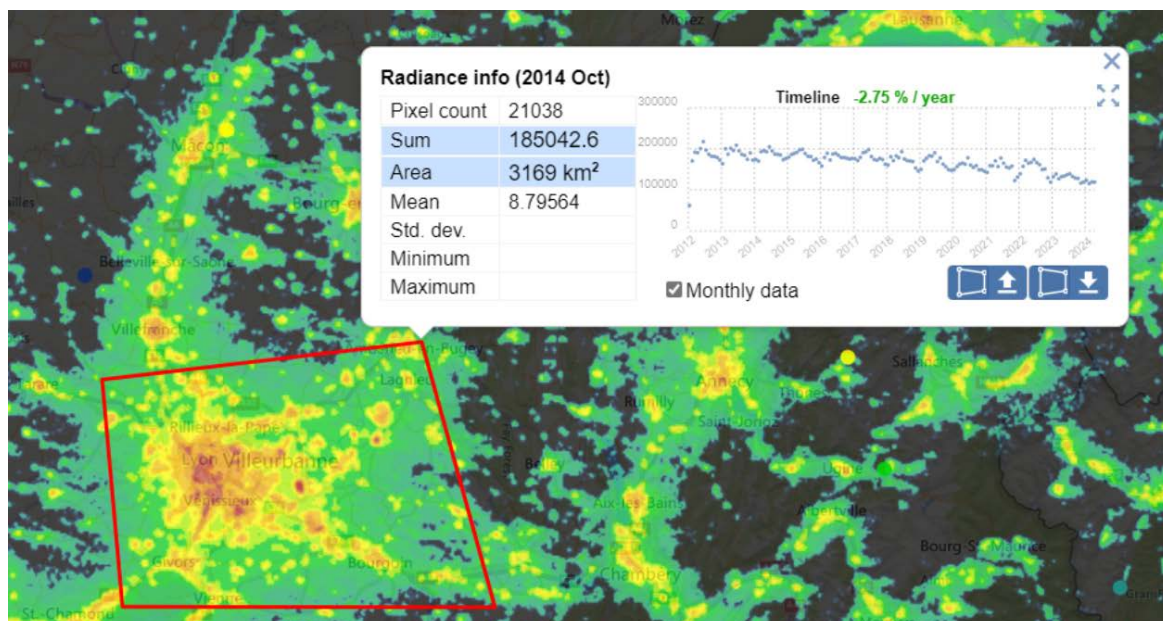 Morez
Lausanne
Radiance info (2014 Oct)
Pixel count 21038
Sum 185042.6
Area 3169 km²
Mean 8.79564
Std. dev.
Minimum
Maximum
Timeline -2.75 % / year
300000
200000
100000
0
2012 2013 2014 2015 2016 2017 2018 2019 2020 2021 2022 2023 2024
Monthly data
Mâcon
Bourg-e
Belleville-sur-Saône
Villefranche
Ambérieu-en-Bugey
Lagnieu
Tarare
Rillieux-la-Pape
Lyon Villeurbanne
Vénissieux
Givors
Bourgoin
Vienne
St.-Chamond
Annecy
Sallanches
Thônes
Rumilly
Saint-Jorioz
Belley
Ugine
Aix-les-Bains
Albertville
Bourg-St.-Maurice
Chambéry
Aime